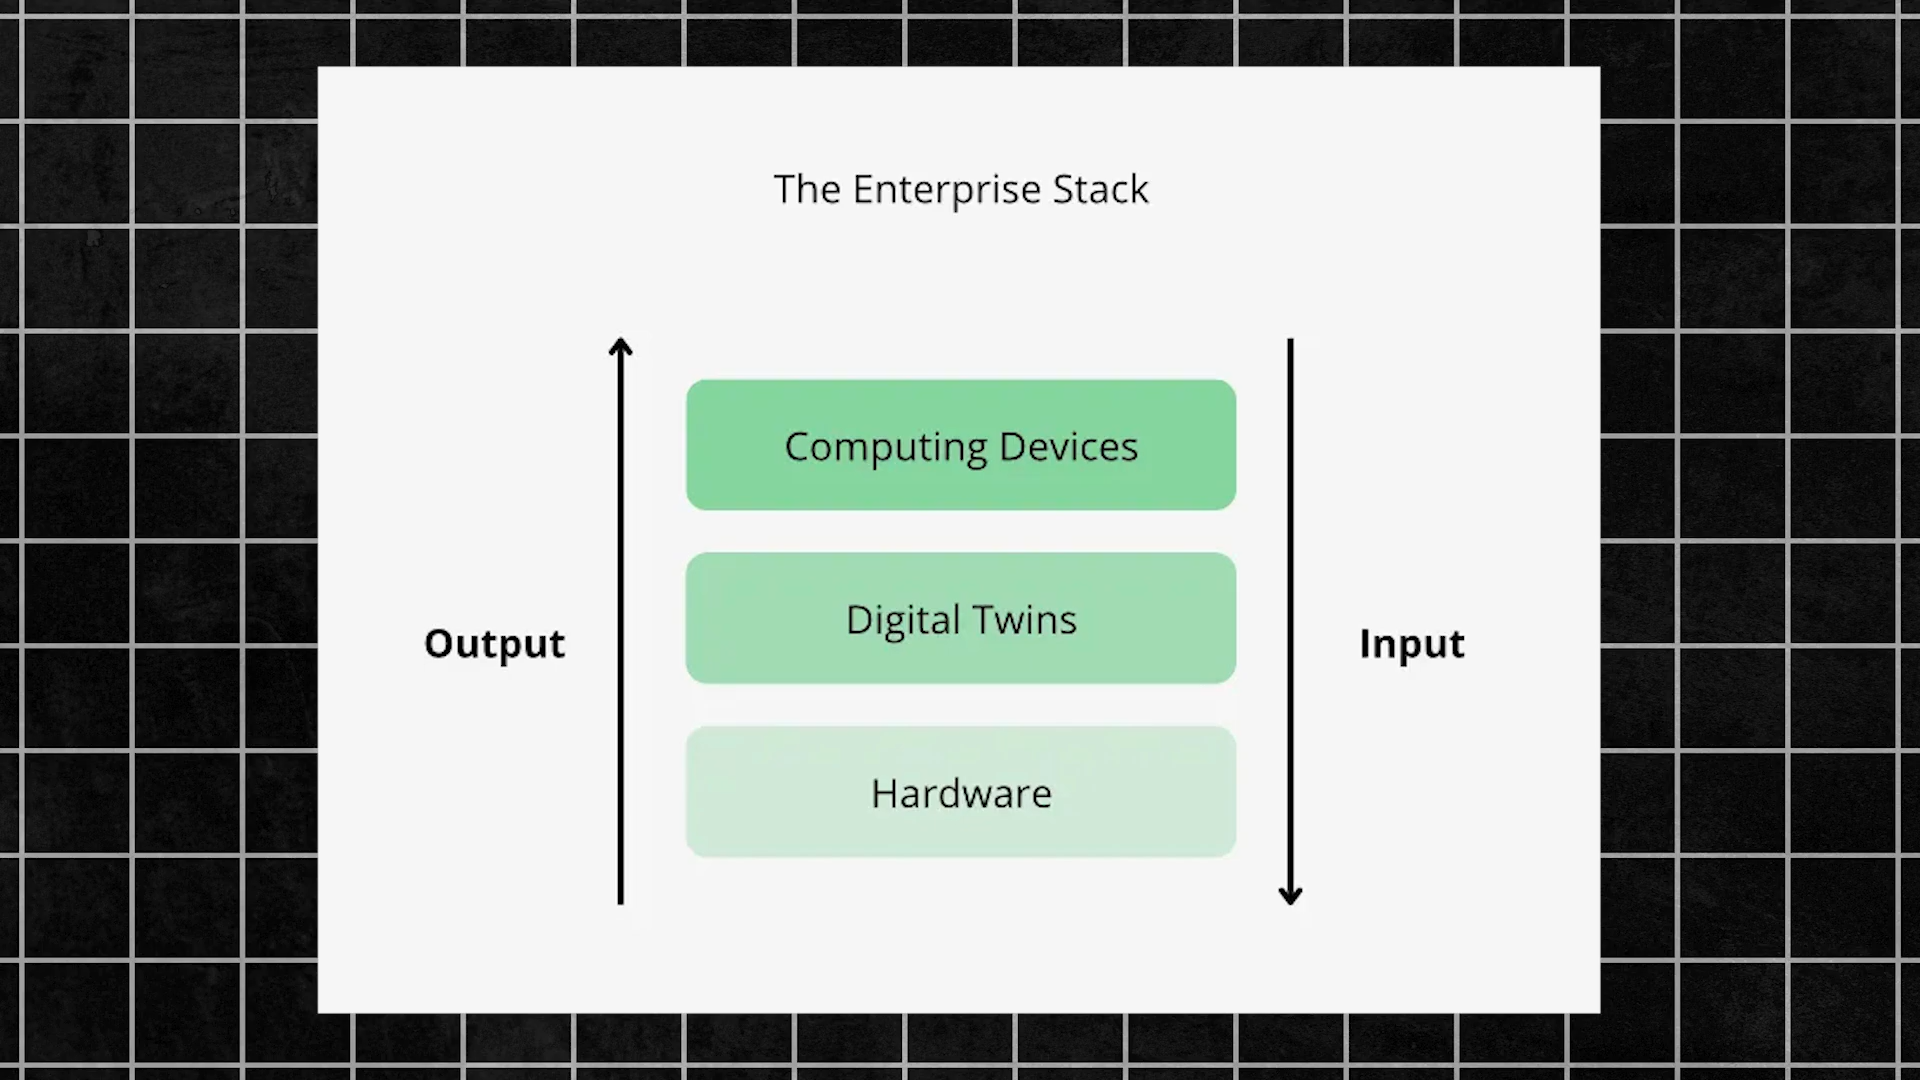 The Enterprise Stack
Computing Devices
Digital Twins
Output
Input
Hardware